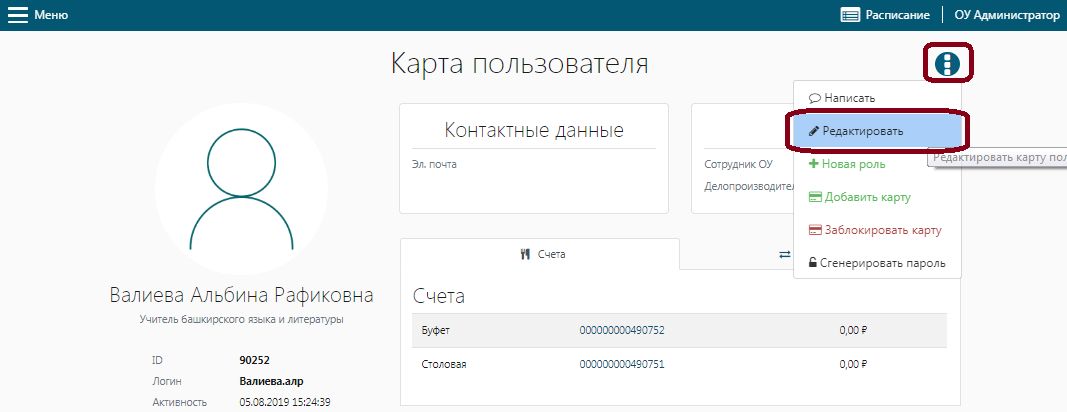 Меню
Расписание
ОУ Администратор
Карта пользователя
Написать
Редактировать
Редактировать карту пол
Новая роль
Добавить карту
Заблокировать карту
Сгенерировать пароль
Контактные данные
Эл. почта
Сотрудник ОУ
Делопроизводител
Счета
Счета
Буфет 000000000490752 0,00 ₽
Столовая 000000000490751 0,00 ₽
Валиева Альбина Рафиковна
Учитель башкирского языка и литературы
ID 90252
Логин Валиева.алр
Активность 05.08.2019 15:24:39